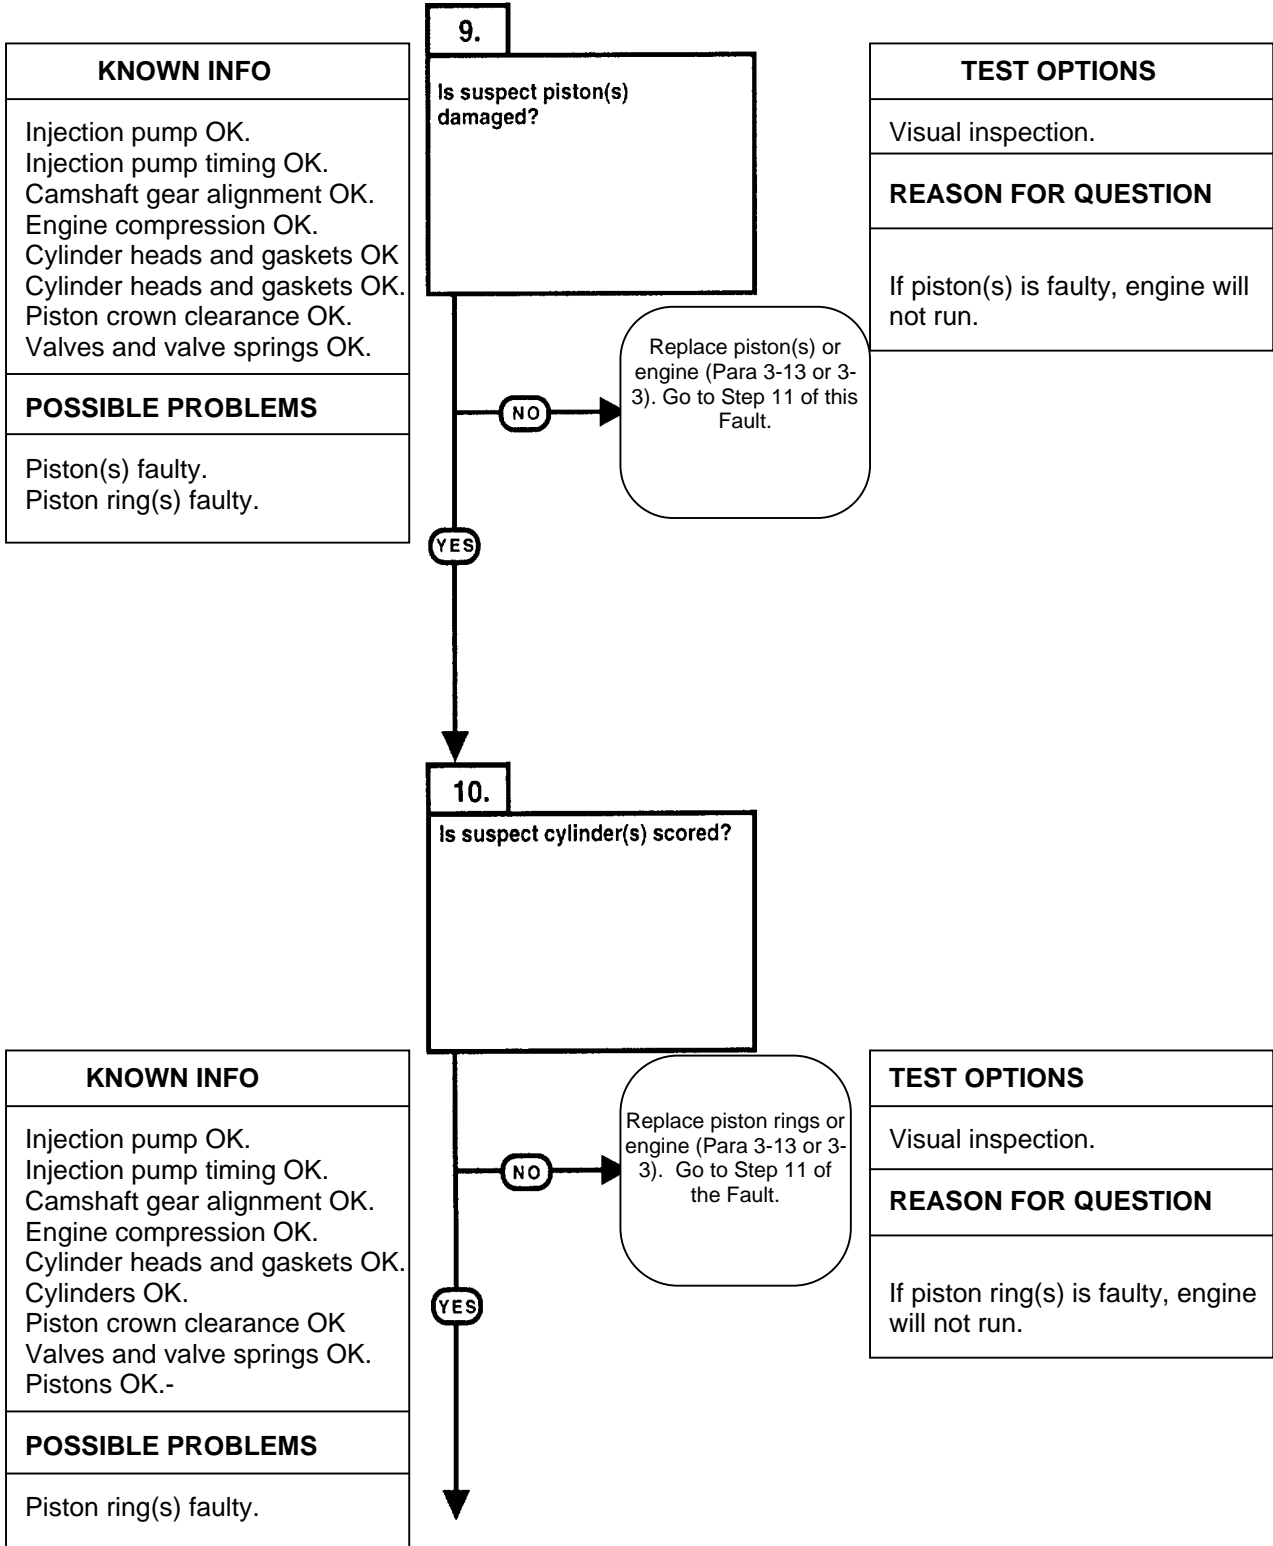 9.
KNOWN INFO
Injection pump OK.
Injection pump timing OK.
Camshaft gear alignment OK.
Engine compression OK.
Cylinder heads and gaskets OK
Cylinder heads and gaskets OK.
Piston crown clearance OK.
Valves and valve springs OK.
POSSIBLE PROBLEMS
Piston(s) faulty.
Piston ring(s) faulty.
Is suspect piston(s)
damaged?
TEST OPTIONS
Visual inspection.
REASON FOR QUESTION
If piston(s) is faulty, engine will
not run.
NO
Replace piston(s) or
engine (Para 3-13 or 3-
3). Go to Step 11 of this
Fault.
YES
10.
Is suspect cylinder(s) scored?
KNOWN INFO
Injection pump OK.
Injection pump timing OK.
Camshaft gear alignment OK.
Engine compression OK.
Cylinder heads and gaskets OK.
Cylinders OK.
Piston crown clearance OK
Valves and valve springs OK.
Pistons OK.-
POSSIBLE PROBLEMS
Piston ring(s) faulty.
NO
Replace piston rings or
engine (Para 3-13 or 3-
3). Go to Step 11 of
the Fault.
YES
TEST OPTIONS
Visual inspection.
REASON FOR QUESTION
If piston ring(s) is faulty, engine
will not run.